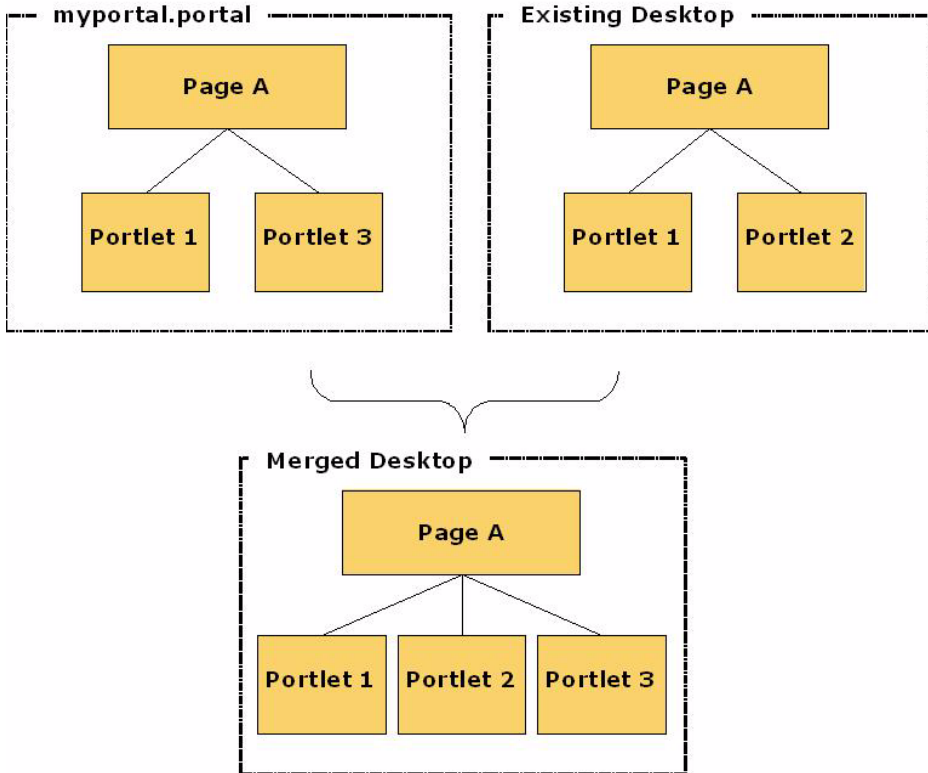 myportal.portal
Existing Desktop
Page A
Page A
Portlet 1
Portlet 3
Portlet 1
Portlet 2
Merged Desktop
Page A
Portlet 1
Portlet 2
Portlet 3